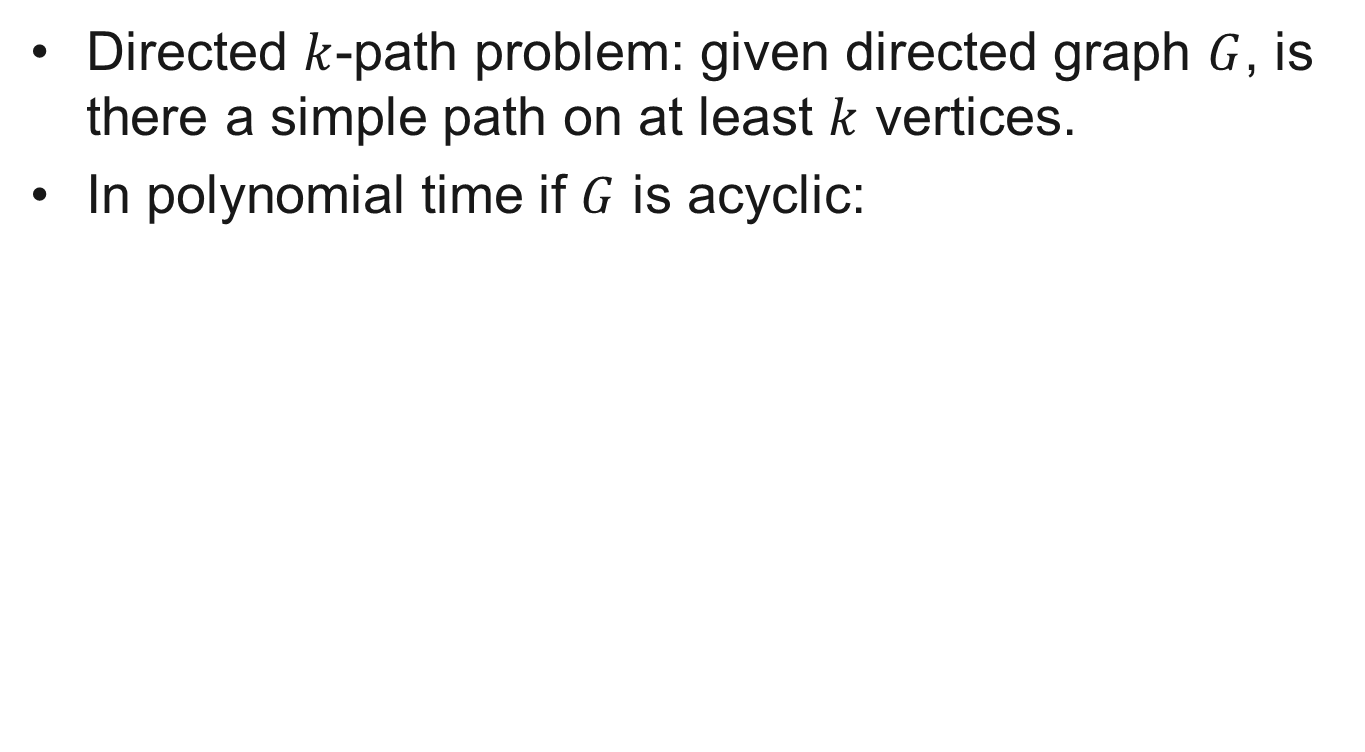 • Directed 𝑘-path problem: given directed graph 𝐺, is
there a simple path on at least 𝑘 vertices.
• In polynomial time if 𝐺 is acyclic: